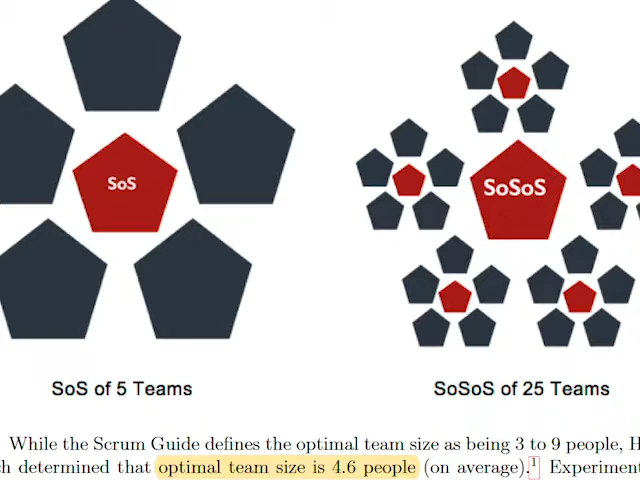 SoS
SoSoS
SoS of 5 Teams
SoSoS of 25 Teams
While the Scrum Guide defines the optimal team size as being 3 to 9 people, H
ch determined that optimal team size is 4.6 people (on average).1 Experiment